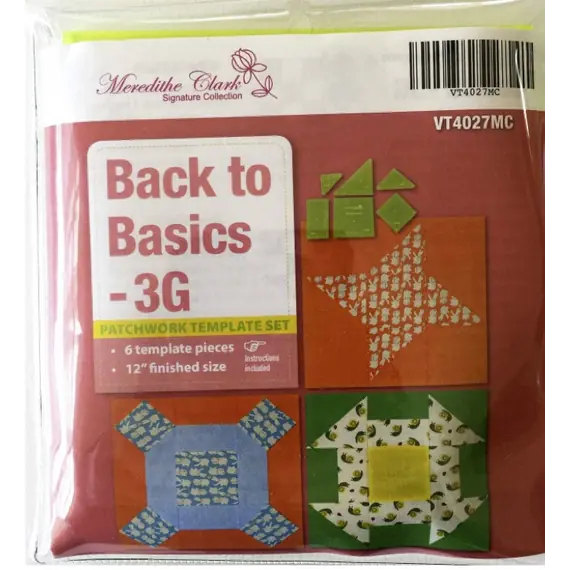 Meredithe Clark
Signature Collection
VT4027MC
VT4027MC
Back to
Basics
- 3G
PATCHWORK TEMPLATE SET
• 6 template pieces
• 12" finished size
Instructions
included